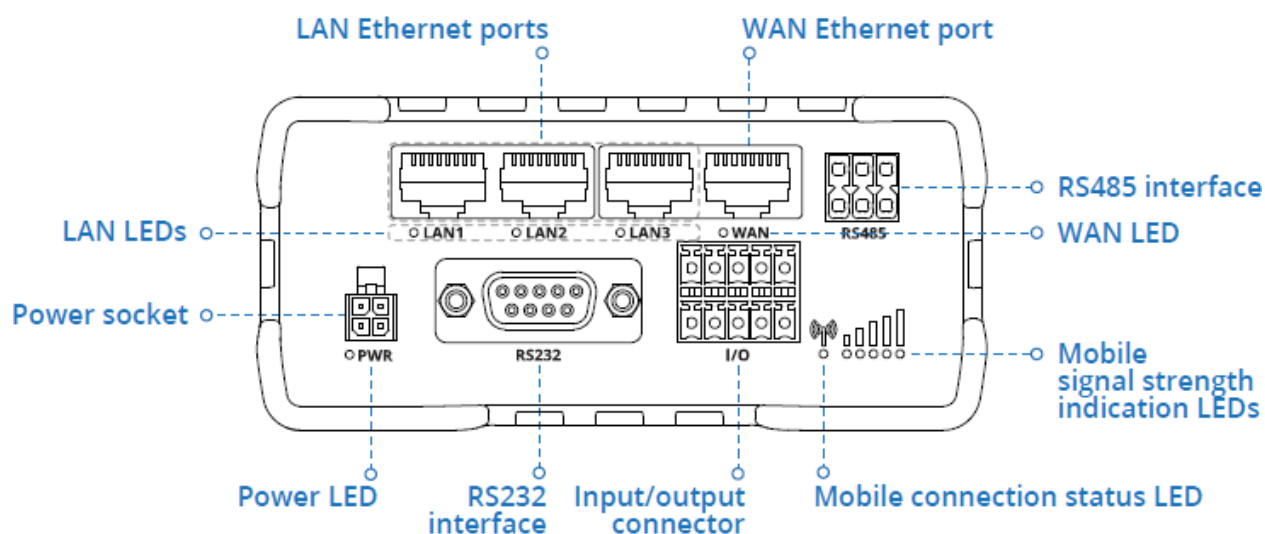 LAN Ethernet ports
WAN Ethernet port
RS485 interface
LAN LEDs
LAN1
LAN2
LAN3
WAN
RS485
WAN LED
Power socket
PWR
RS232
I/O
Mobile
signal strength
indication LEDs
Power LED
RS232
interface
Input/output
connector
Mobile connection status LED